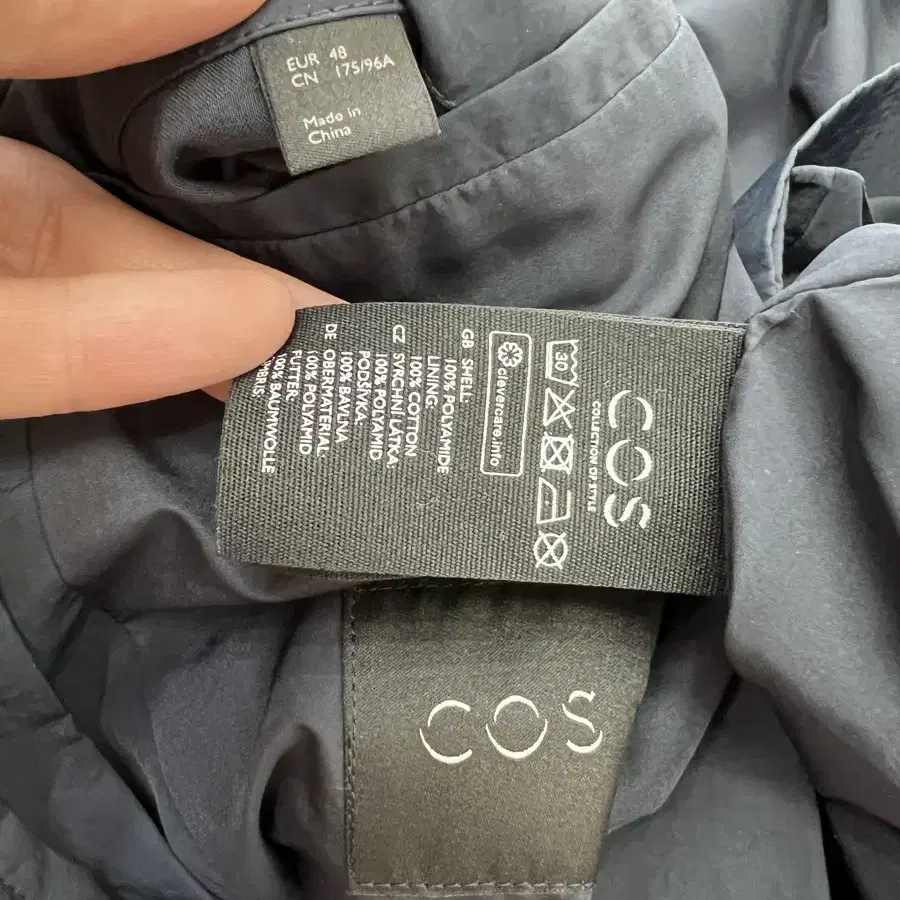 EUR 48
CN 175/96A
Made in
China
COS
COLLECTION OF STYLE
30
clevercare.info
GB SHELL:
100% POLYAMIDE
LINING:
100% COTTON
CZ SVRCHNÍ LÁTKA:
100% POLYAMID
PODŠÍVKA:
100% BAVLNA
DE OBERMATERIAL:
100% POLYAMID
FUTTER:
100% BAUMWOLLE
COS